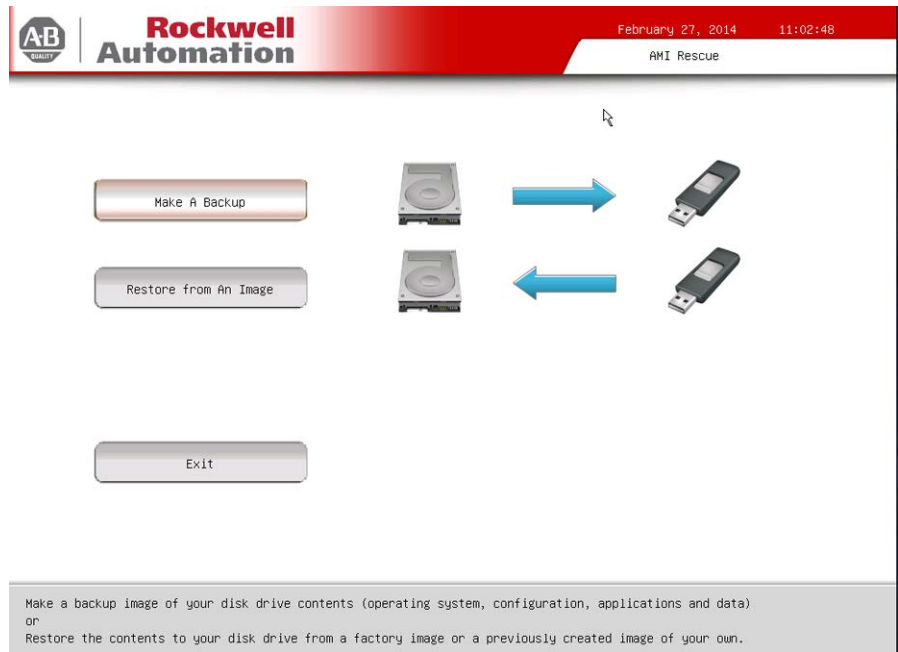 A·B
QUALITY
Rockwell
Automation
February 27, 2014 11:02:48
AMI Rescue
Make A Backup
Restore from An Image
Exit
Make a backup image of your disk drive contents (operating system, configuration, applications and data)
or
Restore the contents to your disk drive from a factory image or a previously created image of your own.